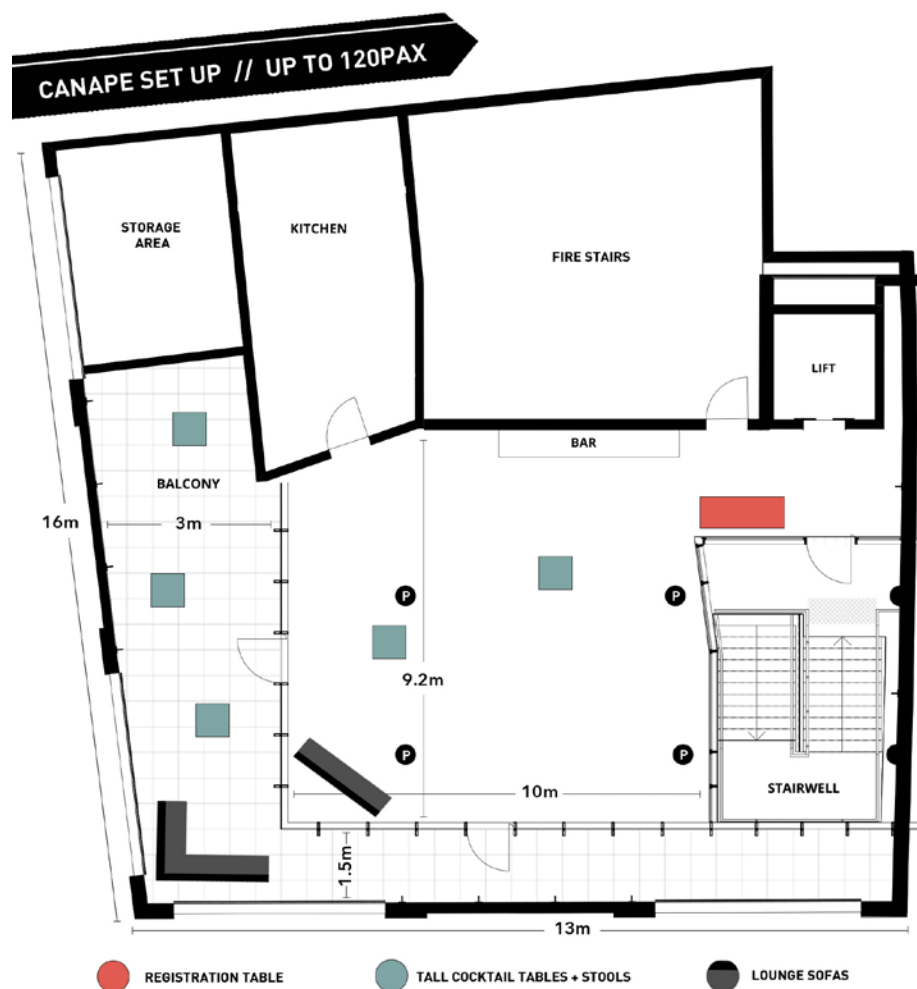 CANAPE SET UP // UP TO 120PAX
STORAGE
AREA
KITCHEN
FIRE STAIRS
LIFT
BAR
BALCONY
16m
3m
P
P
9.2m
P
P
10m
STAIRWELL
1.5m
13m
REGISTRATION TABLE
TALL COCKTAIL TABLES + STOOLS
LOUNGE SOFAS